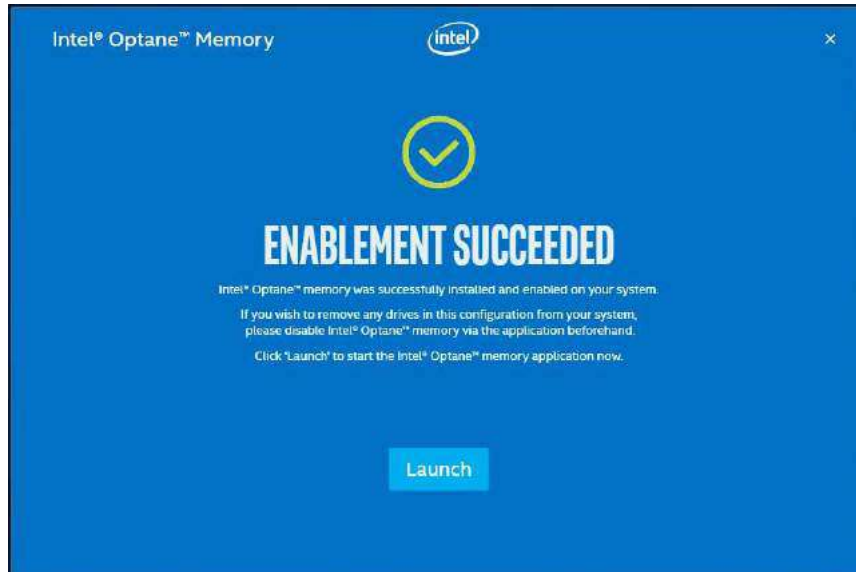 Intel® Optane™ Memory
intel
×
ENABLEMENT SUCCEEDED
Intel® Optane™ memory was successfully installed and enabled on your system.
If you wish to remove any drives in this configuration from your system,
please disable Intel® Optane™ memory via the application beforehand.
Click 'Launch' to start the Intel® Optane™ memory application now.
Launch